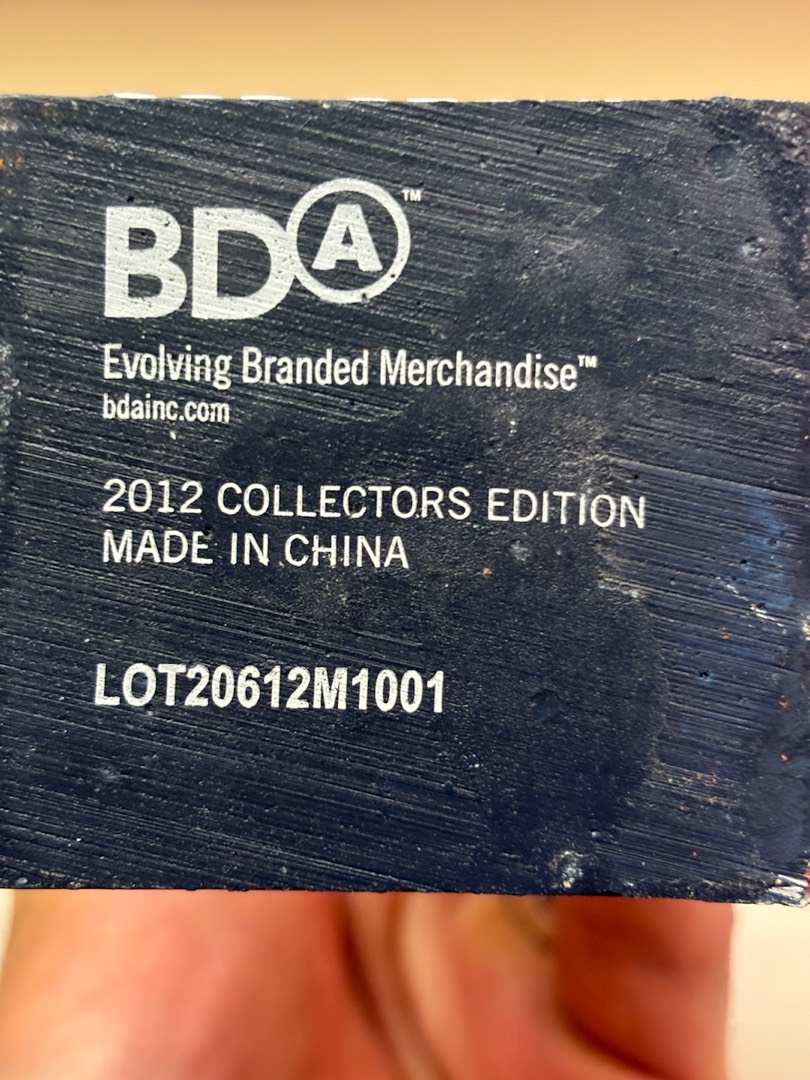 BDA™
Evolving Branded Merchandise™
bdainc.com
2012 COLLECTORS EDITION
MADE IN CHINA
LOT20612M1001